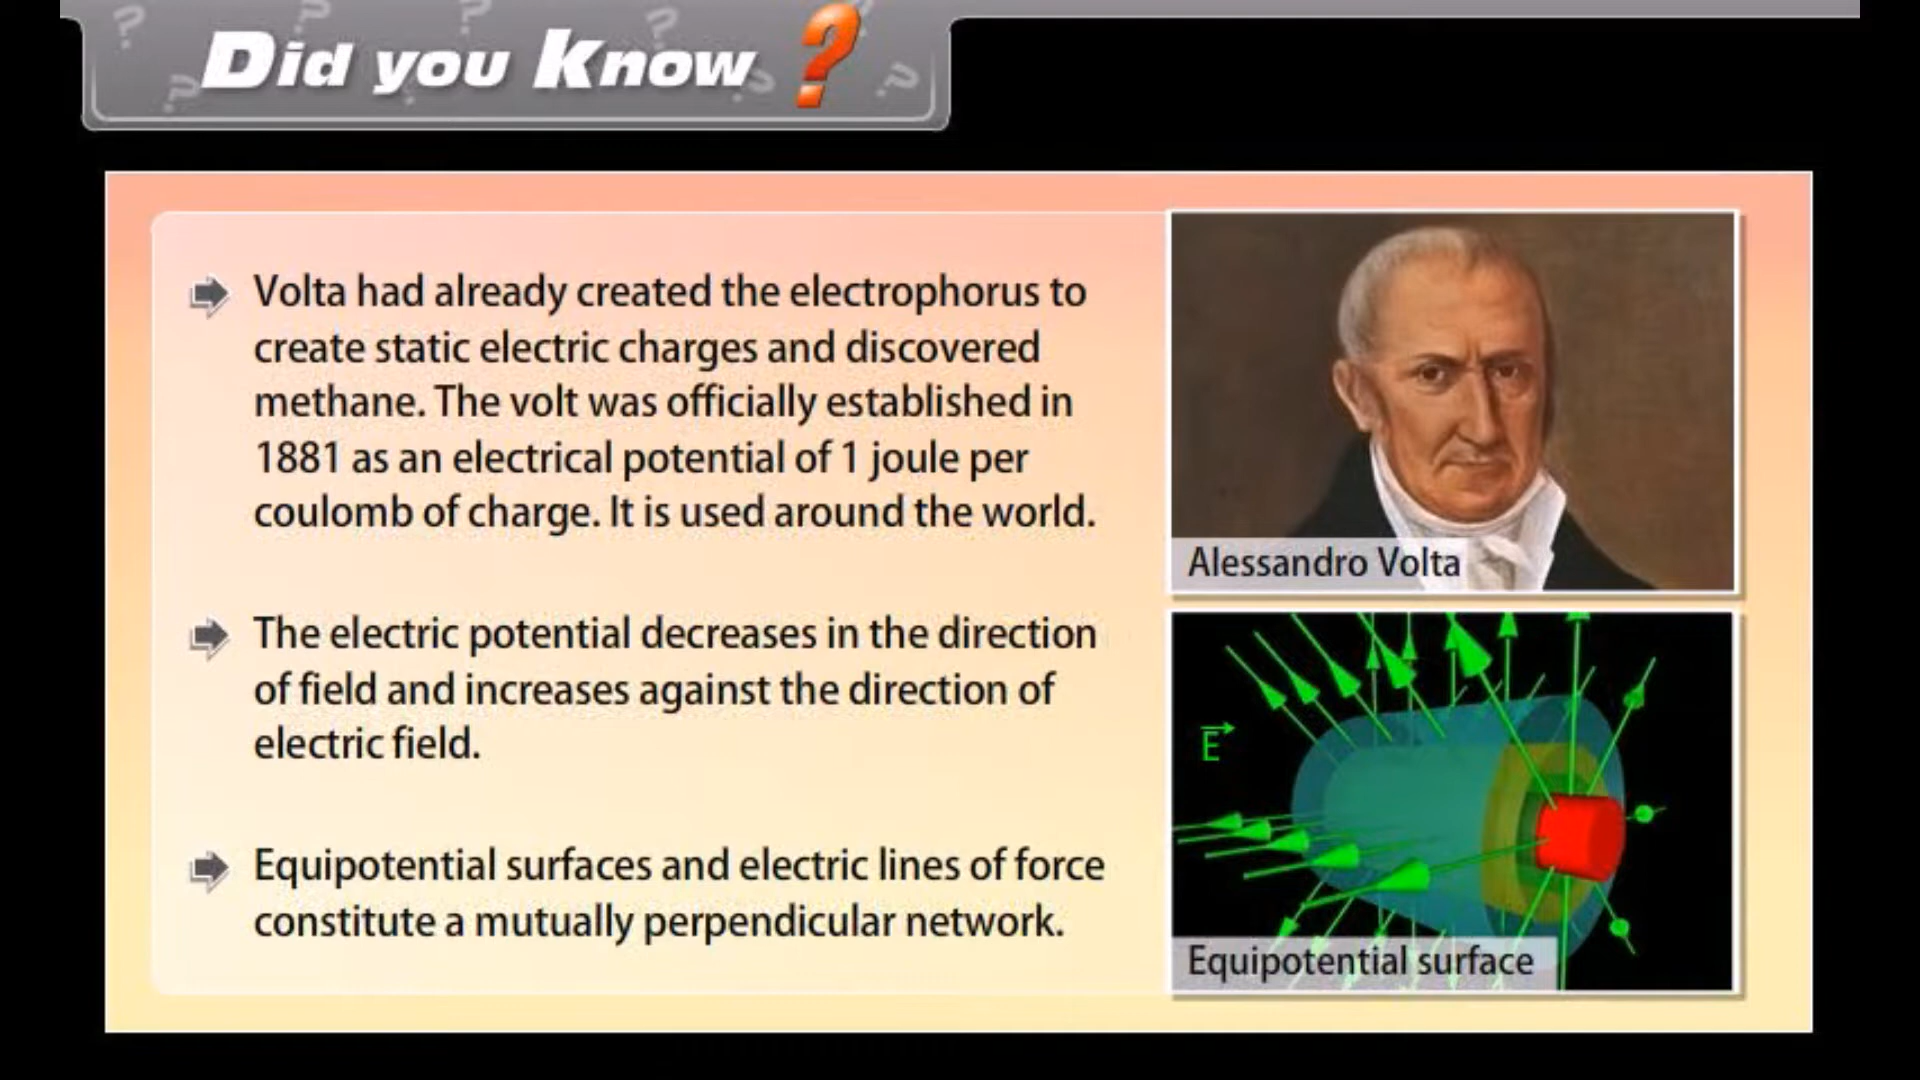 Did you Know ?
Volta had already created the electrophorus to
create static electric charges and discovered
methane. The volt was officially established in
1881 as an electrical potential of 1 joule per
coulomb of charge. It is used around the world.
Alessandro Volta
The electric potential decreases in the direction
of field and increases against the direction of
electric field.
E⃗
Equipotential surfaces and electric lines of force
constitute a mutually perpendicular network.
Equipotential surface